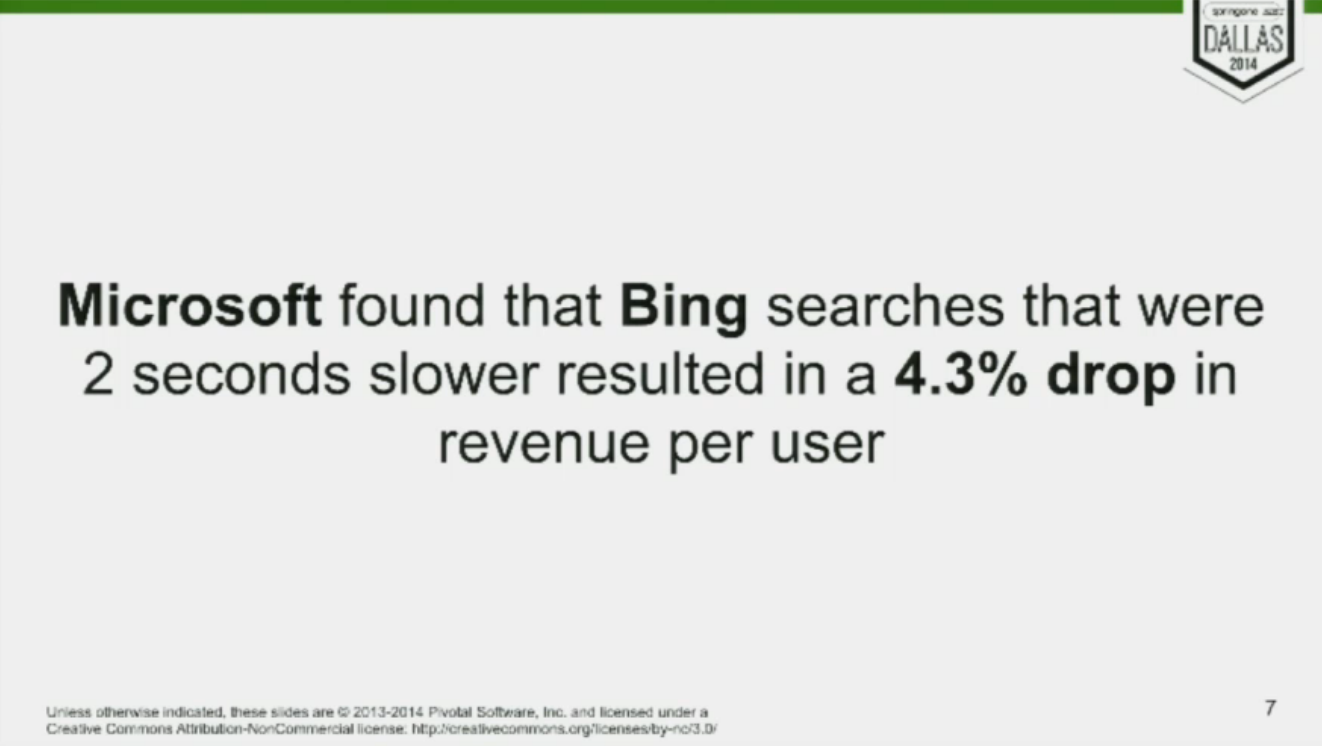 springone 2GX
DALLAS
2014
Microsoft found that Bing searches that were
2 seconds slower resulted in a 4.3% drop in
revenue per user
Unless otherwise indicated, these slides are © 2013-2014 Pivotal Software, Inc. and licensed under a
Creative Commons Attribution-NonCommercial license: http://creativecommons.org/licenses/by-nc/3.0/
7